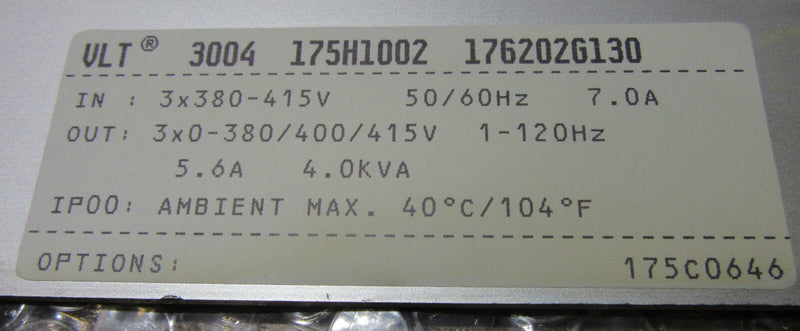 VLT® 3004 175H1002 176202G130
IN : 3x380-415V 50/60Hz 7.0A
OUT: 3x0-380/400/415V 1-120Hz
5.6A 4.0KVA
IP00: AMBIENT MAX. 40°C/104°F
OPTIONS: 175C0646